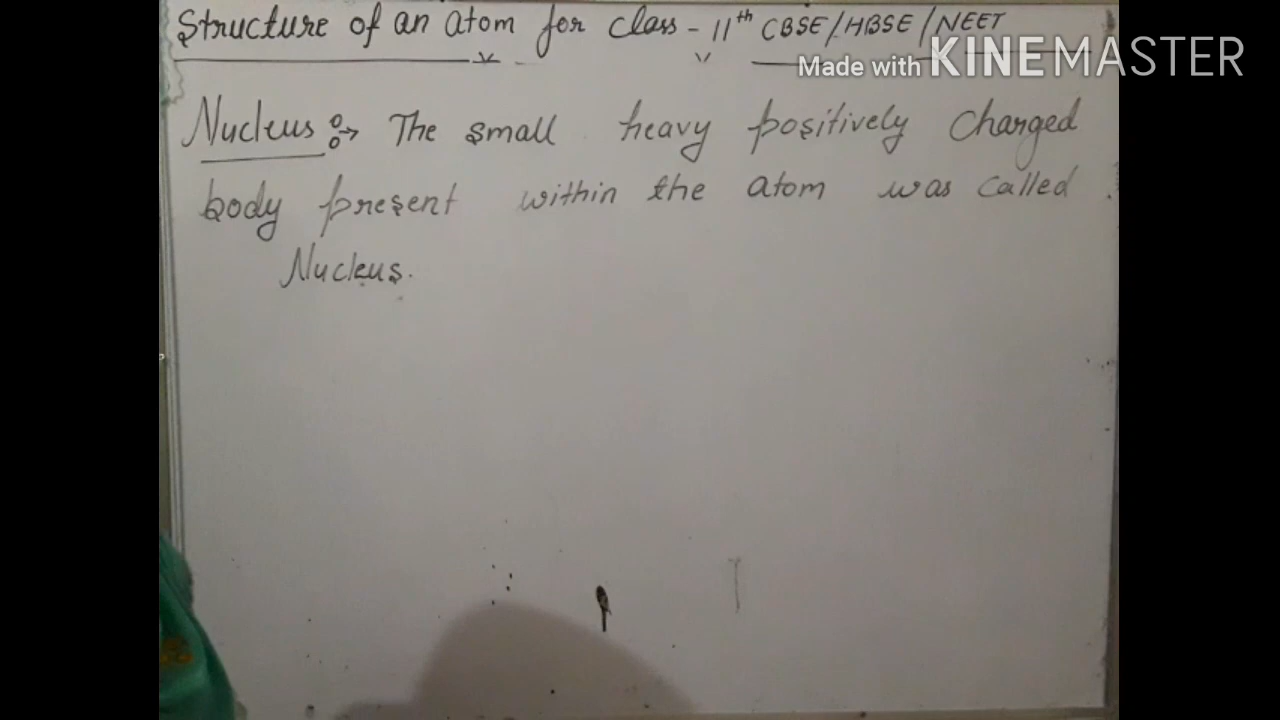 Structure of an atom for class - 11th CBSE/HBSE/NEET
Made with KINEMASTER
Nucleus :→ The small heavy positively charged
body present within the atom was called
Nucleus.